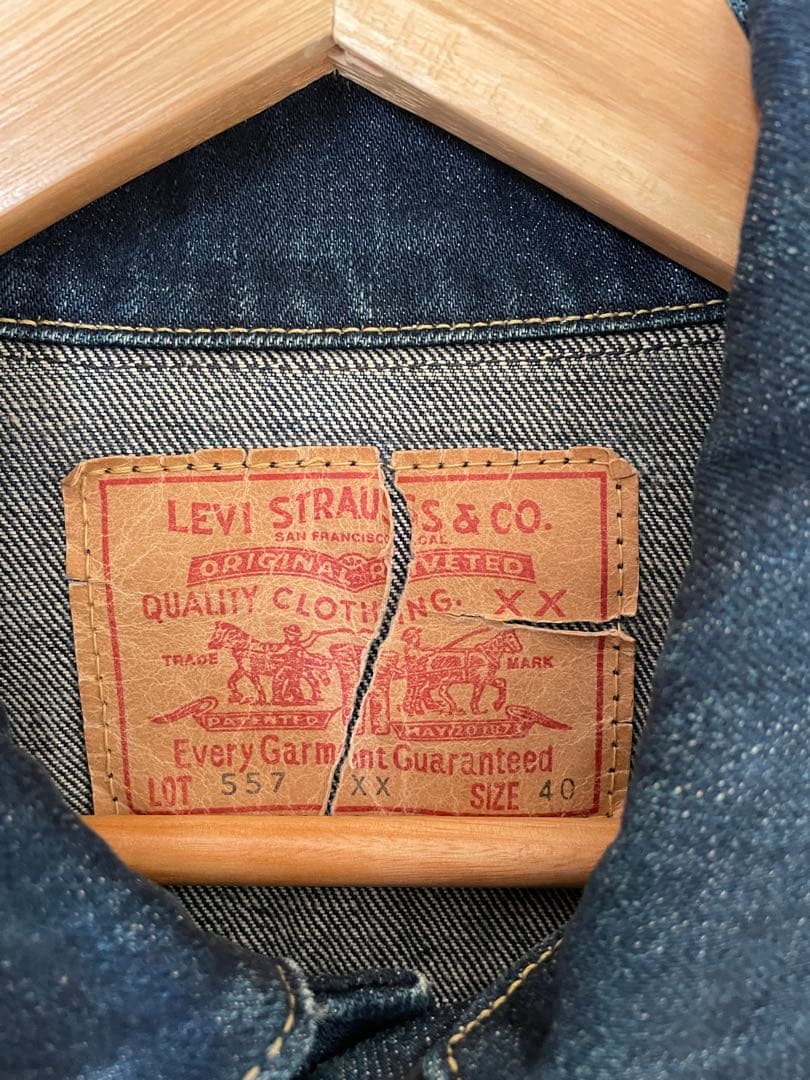 LEVI STRAUSS & CO.
SAN FRANCISCO CAL
ORIGINAL RIVETED
QUALITY CLOTHING. XX
TRADE MARK
PATENTED MAY 20 1873
Every Garment Guaranteed
LOT 557 XX SIZE 40